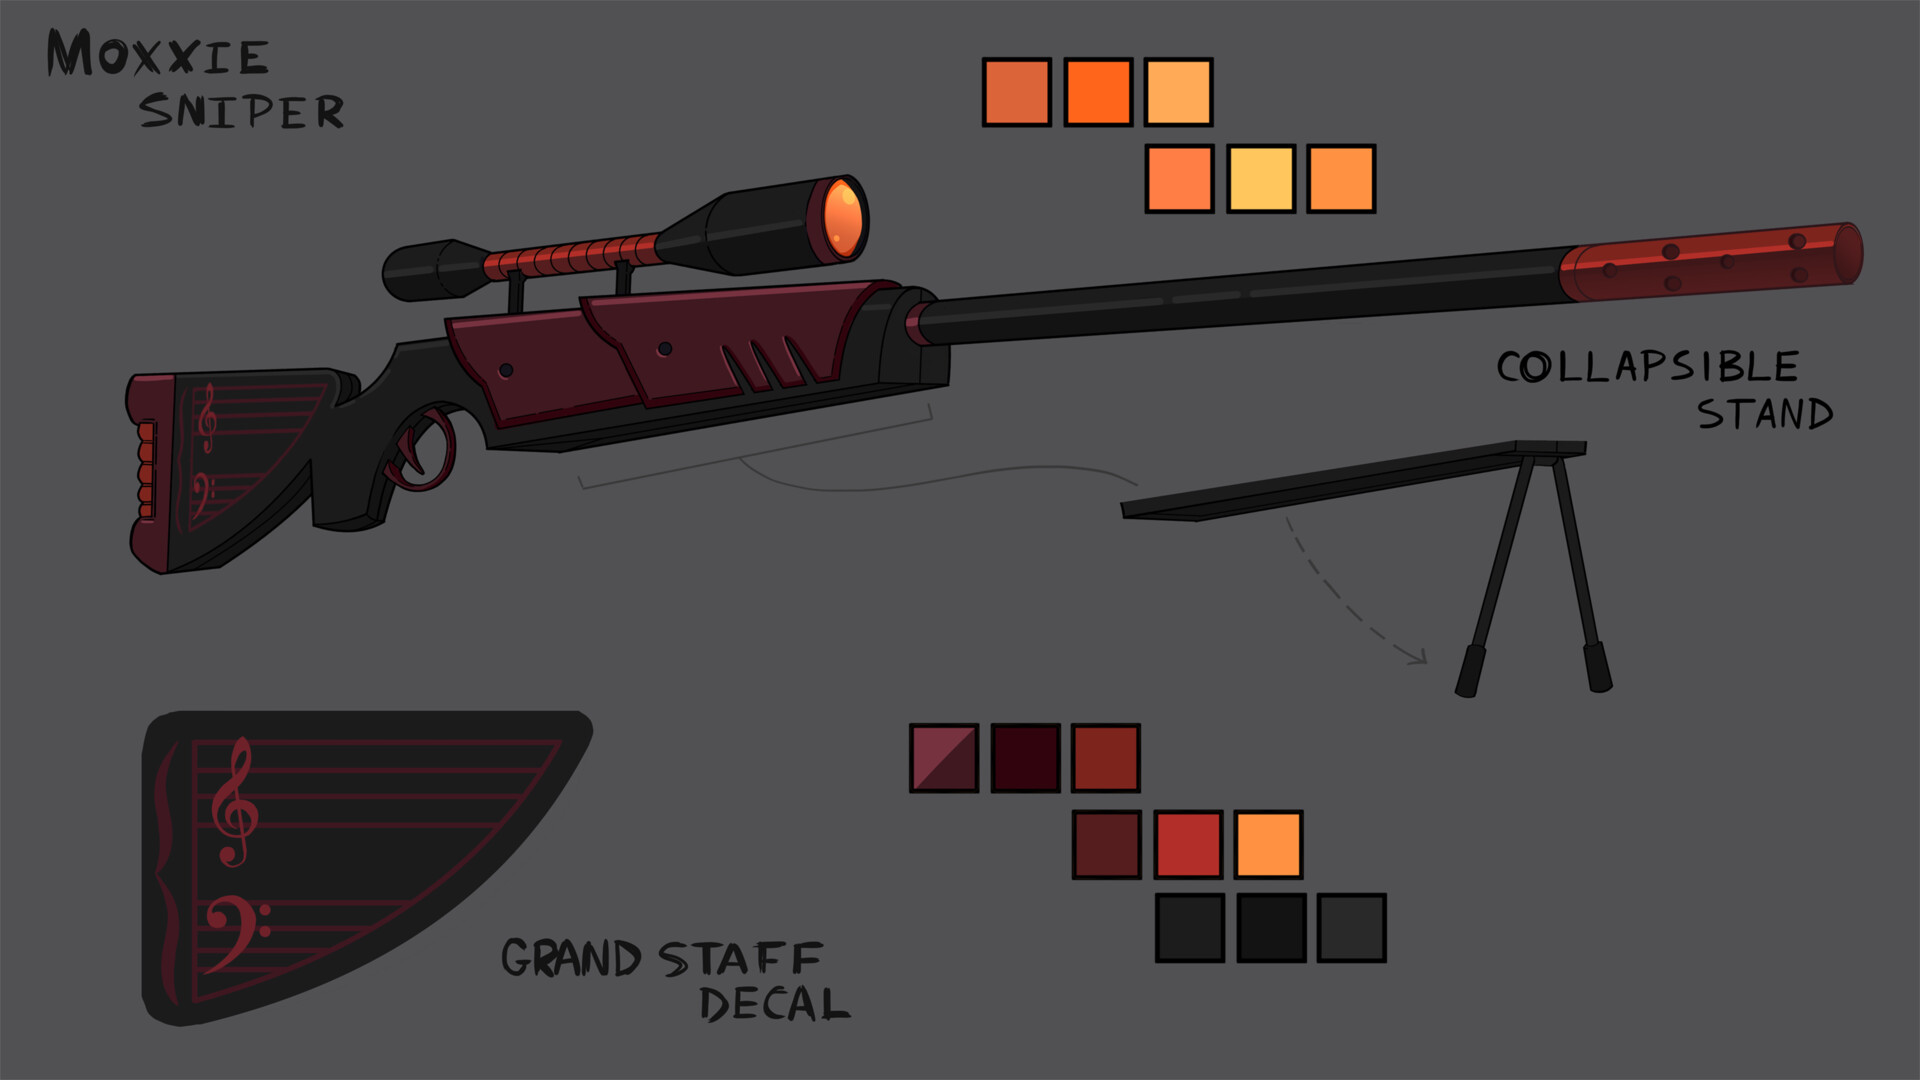 MOXXIE
SNIPER
COLLAPSIBLE
STAND
GRAND STAFF
DECAL